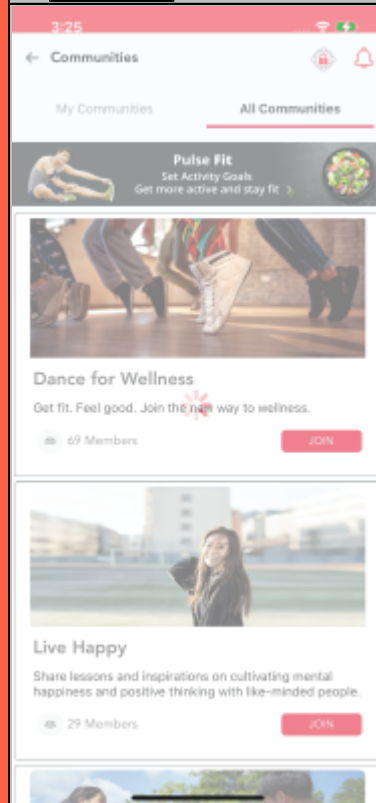 3:25
Communities
My Communities
All Communities
Pulse Fit
Set Activity Goals
Get more active and stay fit >
Dance for Wellness
Get fit. Feel good. Join the new way to wellness.
69 Members
JOIN
Live Happy
Share lessons and inspirations on cultivating mental
happiness and positive thinking with like-minded people.
29 Members
JOIN